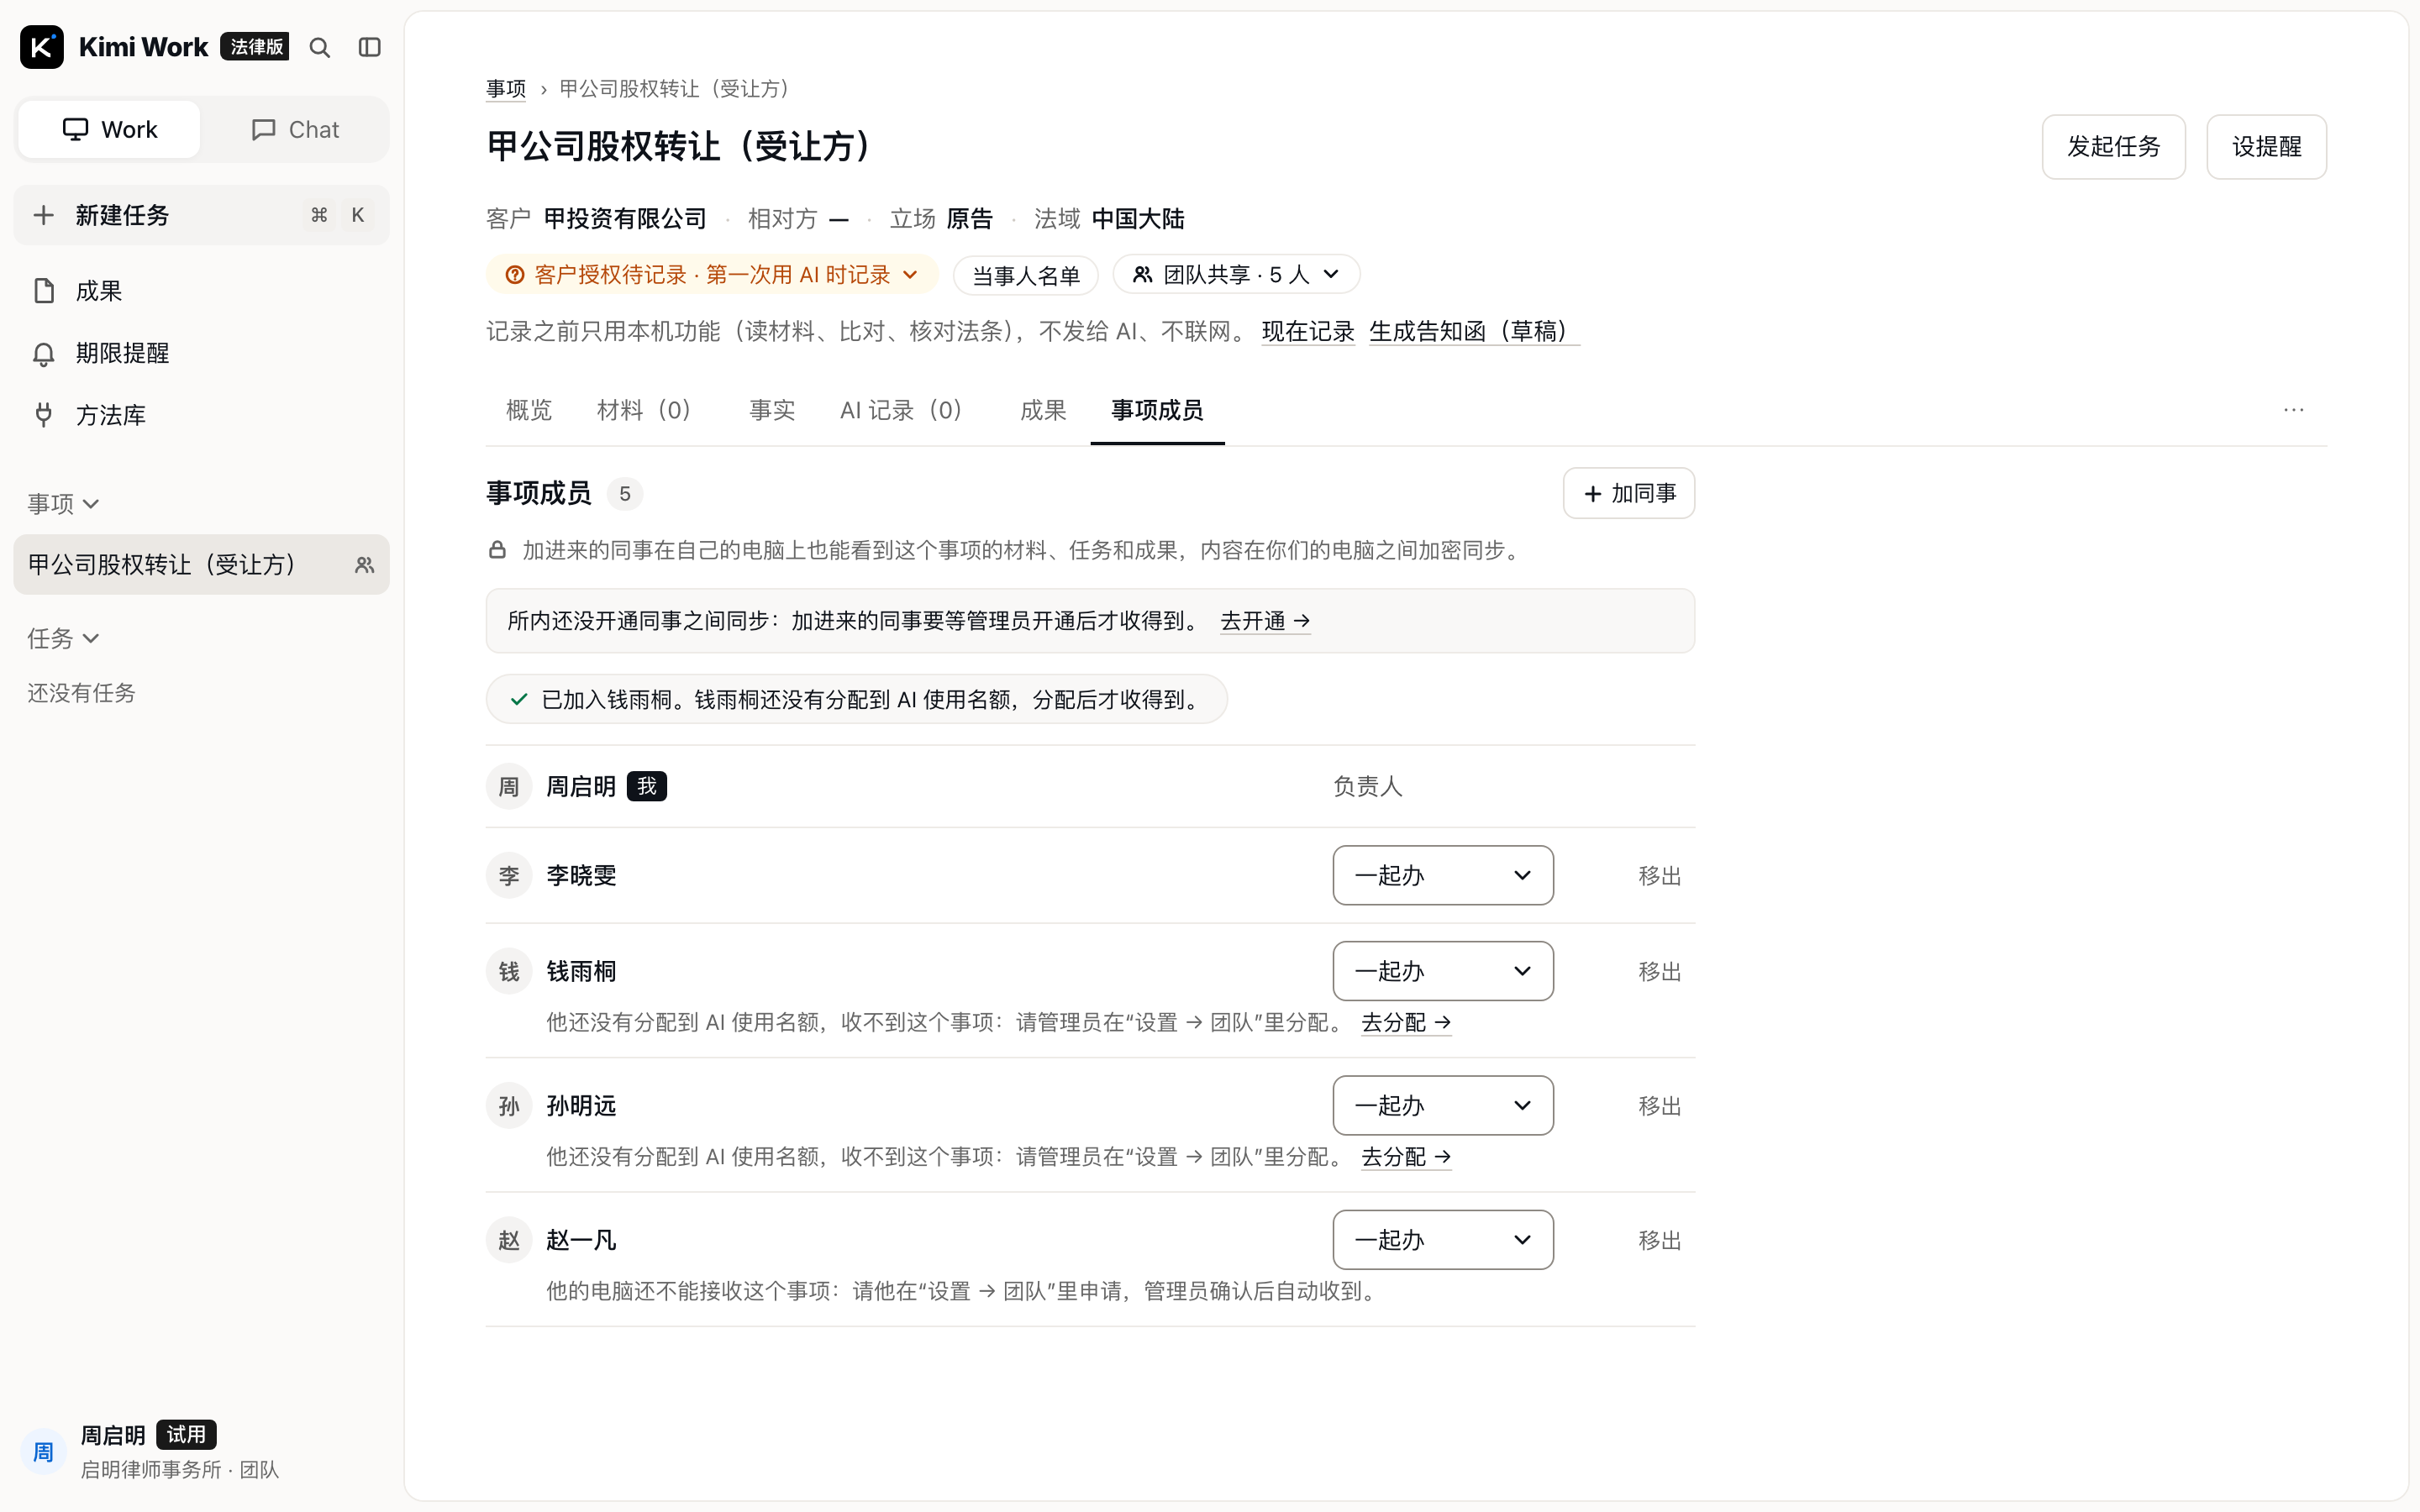 Kimi Work 法律版
Work
Chat
新建任务 ⌘ K
成果
期限提醒
方法库
事项
甲公司股权转让（受让方）
任务
还没有任务
周
周启明 试用
启明律师事务所 · 团队
事项 › 甲公司股权转让（受让方）
甲公司股权转让（受让方）
发起任务
设提醒
客户 甲投资有限公司 · 相对方 — · 立场 原告 · 法域 中国大陆
客户授权待记录 · 第一次用 AI 时记录
当事人名单
团队共享 · 5 人
记录之前只用本机功能（读材料、比对、核对法条），不发给 AI、不联网。 现在记录 生成告知函（草稿）
概览 材料（0） 事实 AI 记录（0） 成果 事项成员 ···
事项成员 5
+ 加同事
加进来的同事在自己的电脑上也能看到这个事项的材料、任务和成果，内容在你们的电脑之间加密同步。
所内还没开通同事之间同步：加进来的同事要等管理员开通后才收得到。 去开通 →
已加入钱雨桐。钱雨桐还没有分配到 AI 使用名额，分配后才收得到。
周 周启明 我 负责人
李 李晓雯 一起办 移出
钱 钱雨桐 一起办 移出
他还没有分配到 AI 使用名额，收不到这个事项：请管理员在“设置 → 团队”里分配。 去分配 →
孙 孙明远 一起办 移出
他还没有分配到 AI 使用名额，收不到这个事项：请管理员在“设置 → 团队”里分配。 去分配 →
赵 赵一凡 一起办 移出
他的电脑还不能接收这个事项：请他在“设置 → 团队”里申请，管理员确认后自动收到。